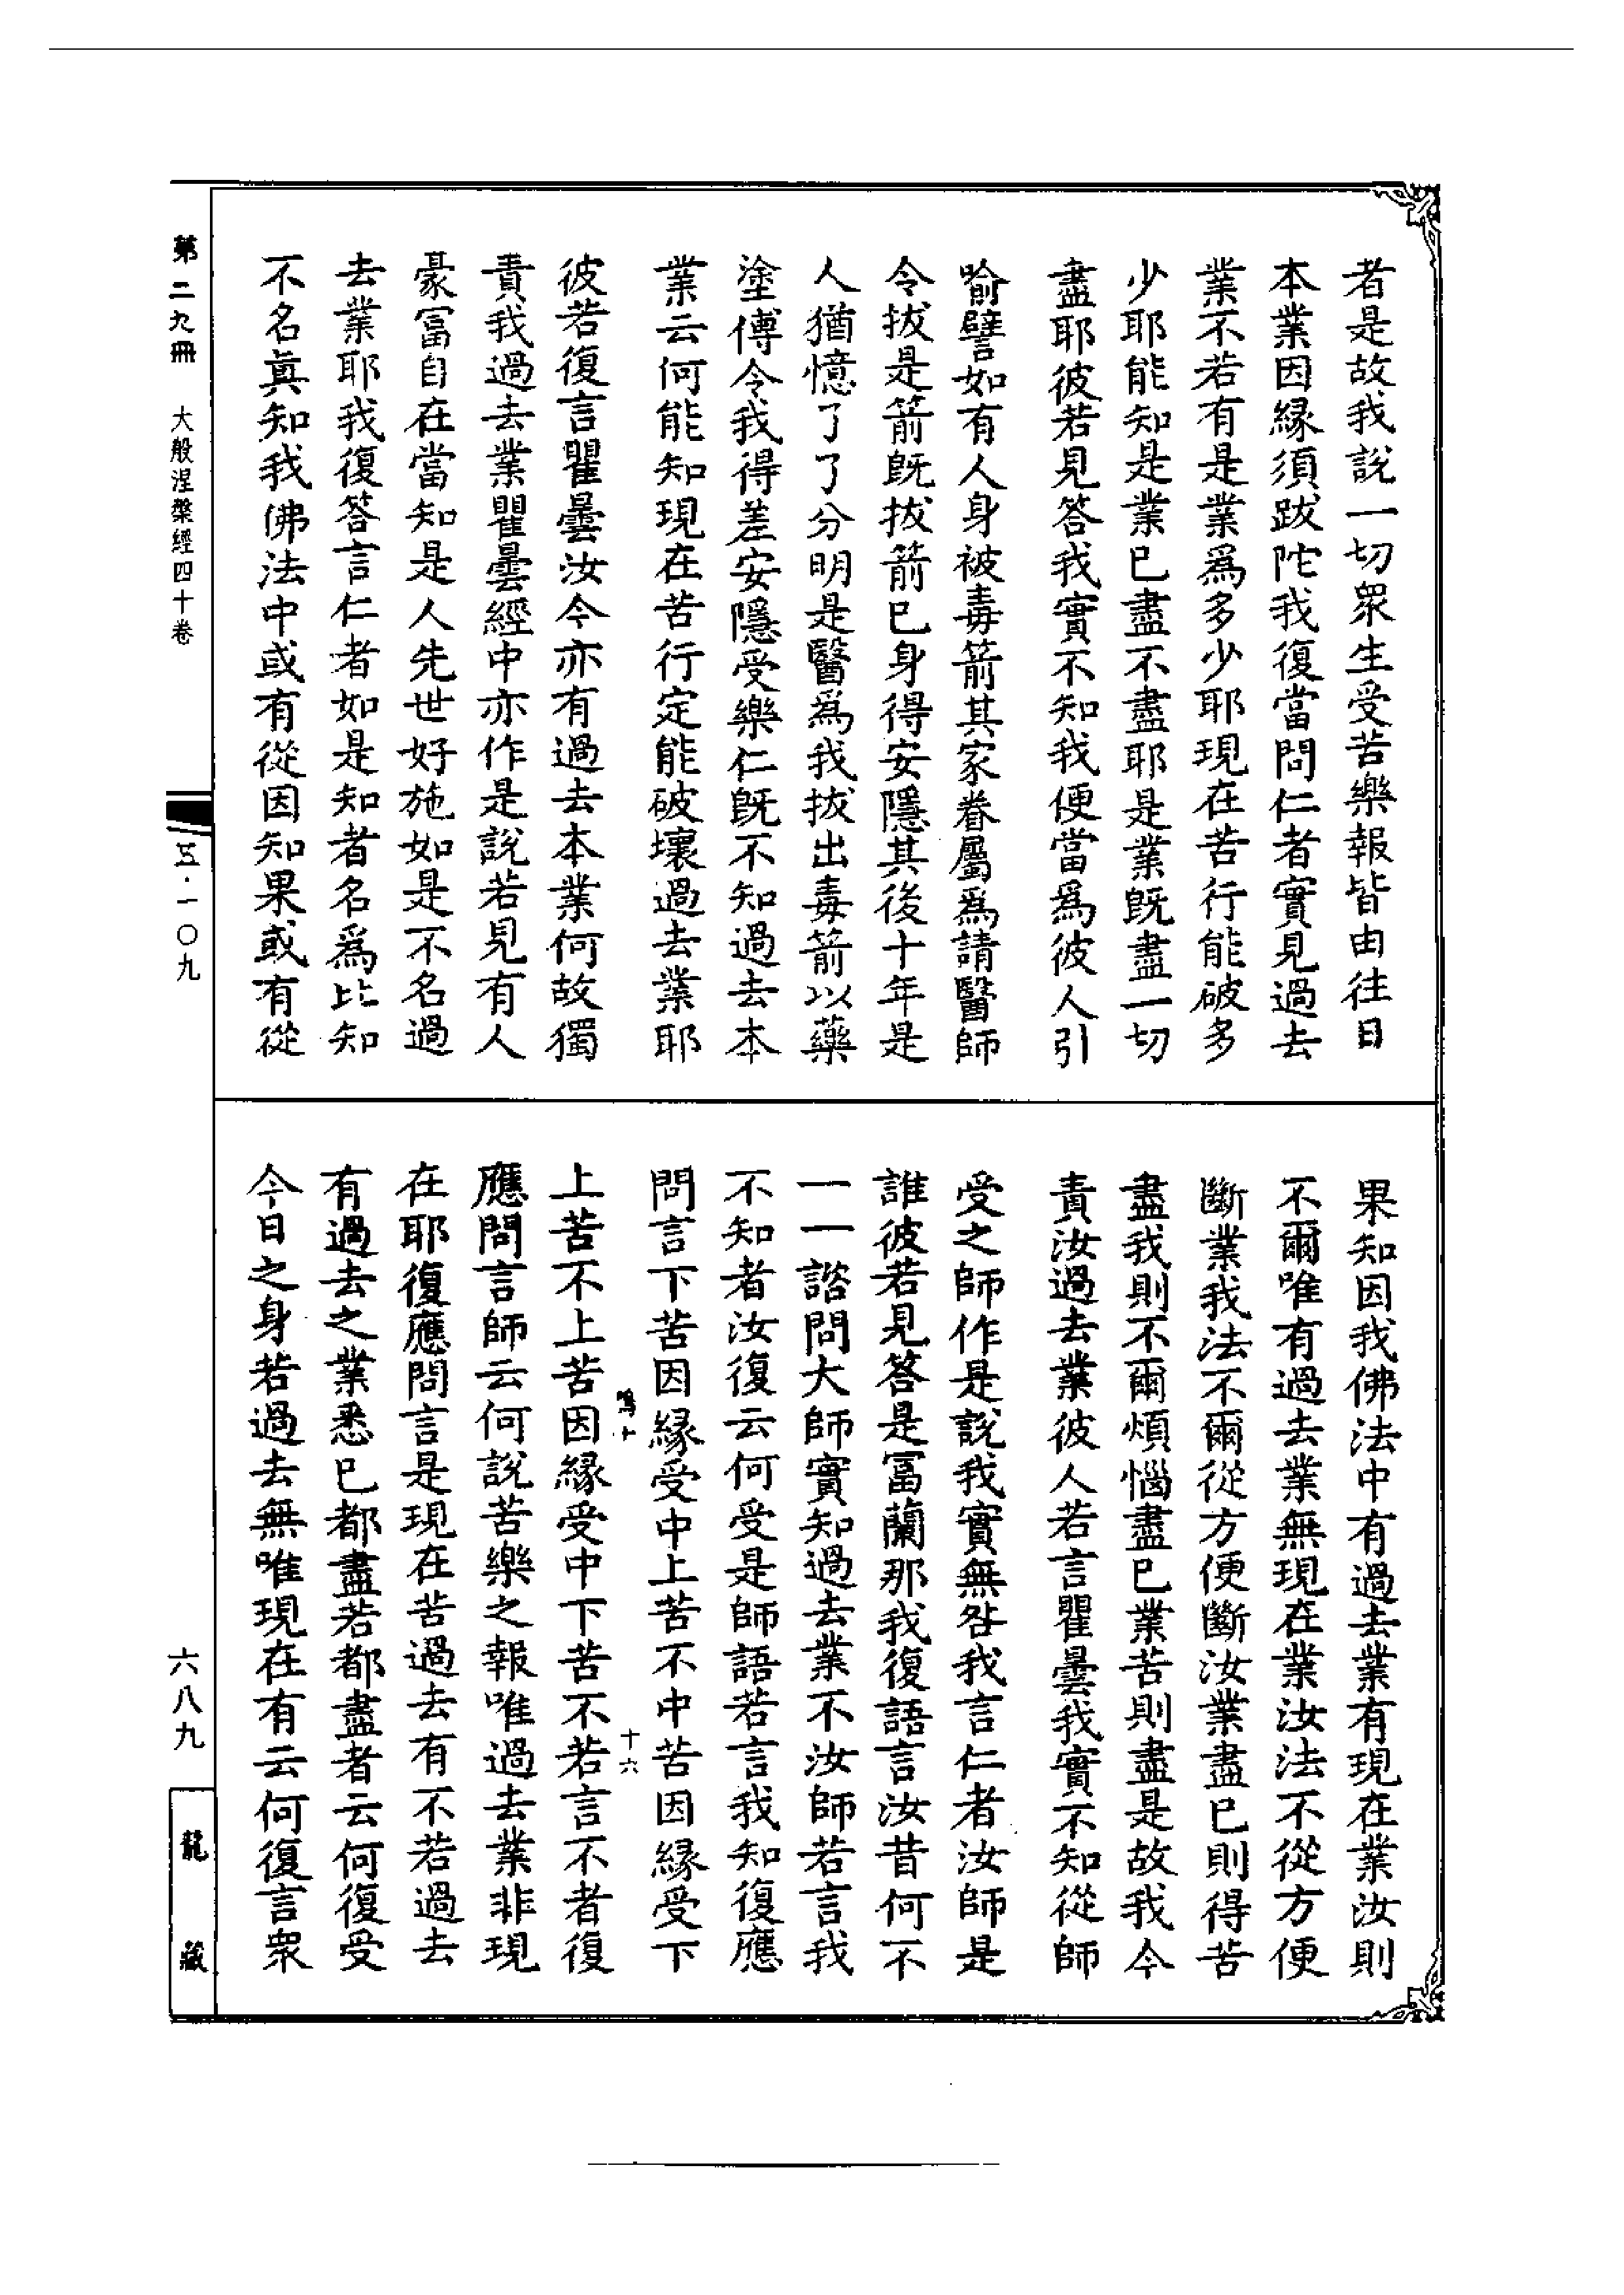 者是故我說一切眾生受苦樂報皆由往日
本業因緣須跋陀我復當問仁者實見過去
業不若有是業爲多少耶現在苦行能破多
少耶能知是業已盡不盡耶是業既盡一切
盡耶彼若見答我實不知我便當爲彼人引
喻譬如有人身被毒箭其家眷屬爲請醫師
令拔是箭既拔箭已身得安隱其後十年是
人猶憶了了分明是醫爲我拔出毒箭以藥
塗傅令我得差安隱受樂仁既不知過去本
業云何能知現在苦行定能破壞過去業耶
彼若復言瞿曇汝今亦有過去本業何故獨
責我過去業瞿曇經中亦作是說若見有人
豪富自在當知是人先世好施如是不名過
去業耶我復答言仁者如是知者名爲比知
不名真知我佛法中或有從因知果或有從
果知因我佛法中有過去業有現在業汝則
不爾唯有過去業無現在業汝法不從方便
斷業我法不爾從方便斷汝業盡已則得苦
盡我則不爾煩惱盡已業苦則盡是故我今
責汝過去業彼人若言瞿曇我實不知從師
受之師作是說我實無咎我言仁者汝師是
誰彼若見答是富蘭那我復語言汝昔何不
一一諮問大師實知過去業不汝師若言我
不知者汝復云何受是師語若言我知復應
問言下苦因緣受中上苦不中苦因緣受下
鳴十
十六
上苦不上苦因緣受中下苦不若言不者復
應問言師云何說苦樂之報唯過去業非現
在耶復應問言是現在苦過去有不若過去
有過去之業悉已都盡若都盡者云何復受
今日之身若過去無唯現在有云何復言眾
第二九冊
大般涅槃經四十卷
五·一〇九
六八九
龍藏